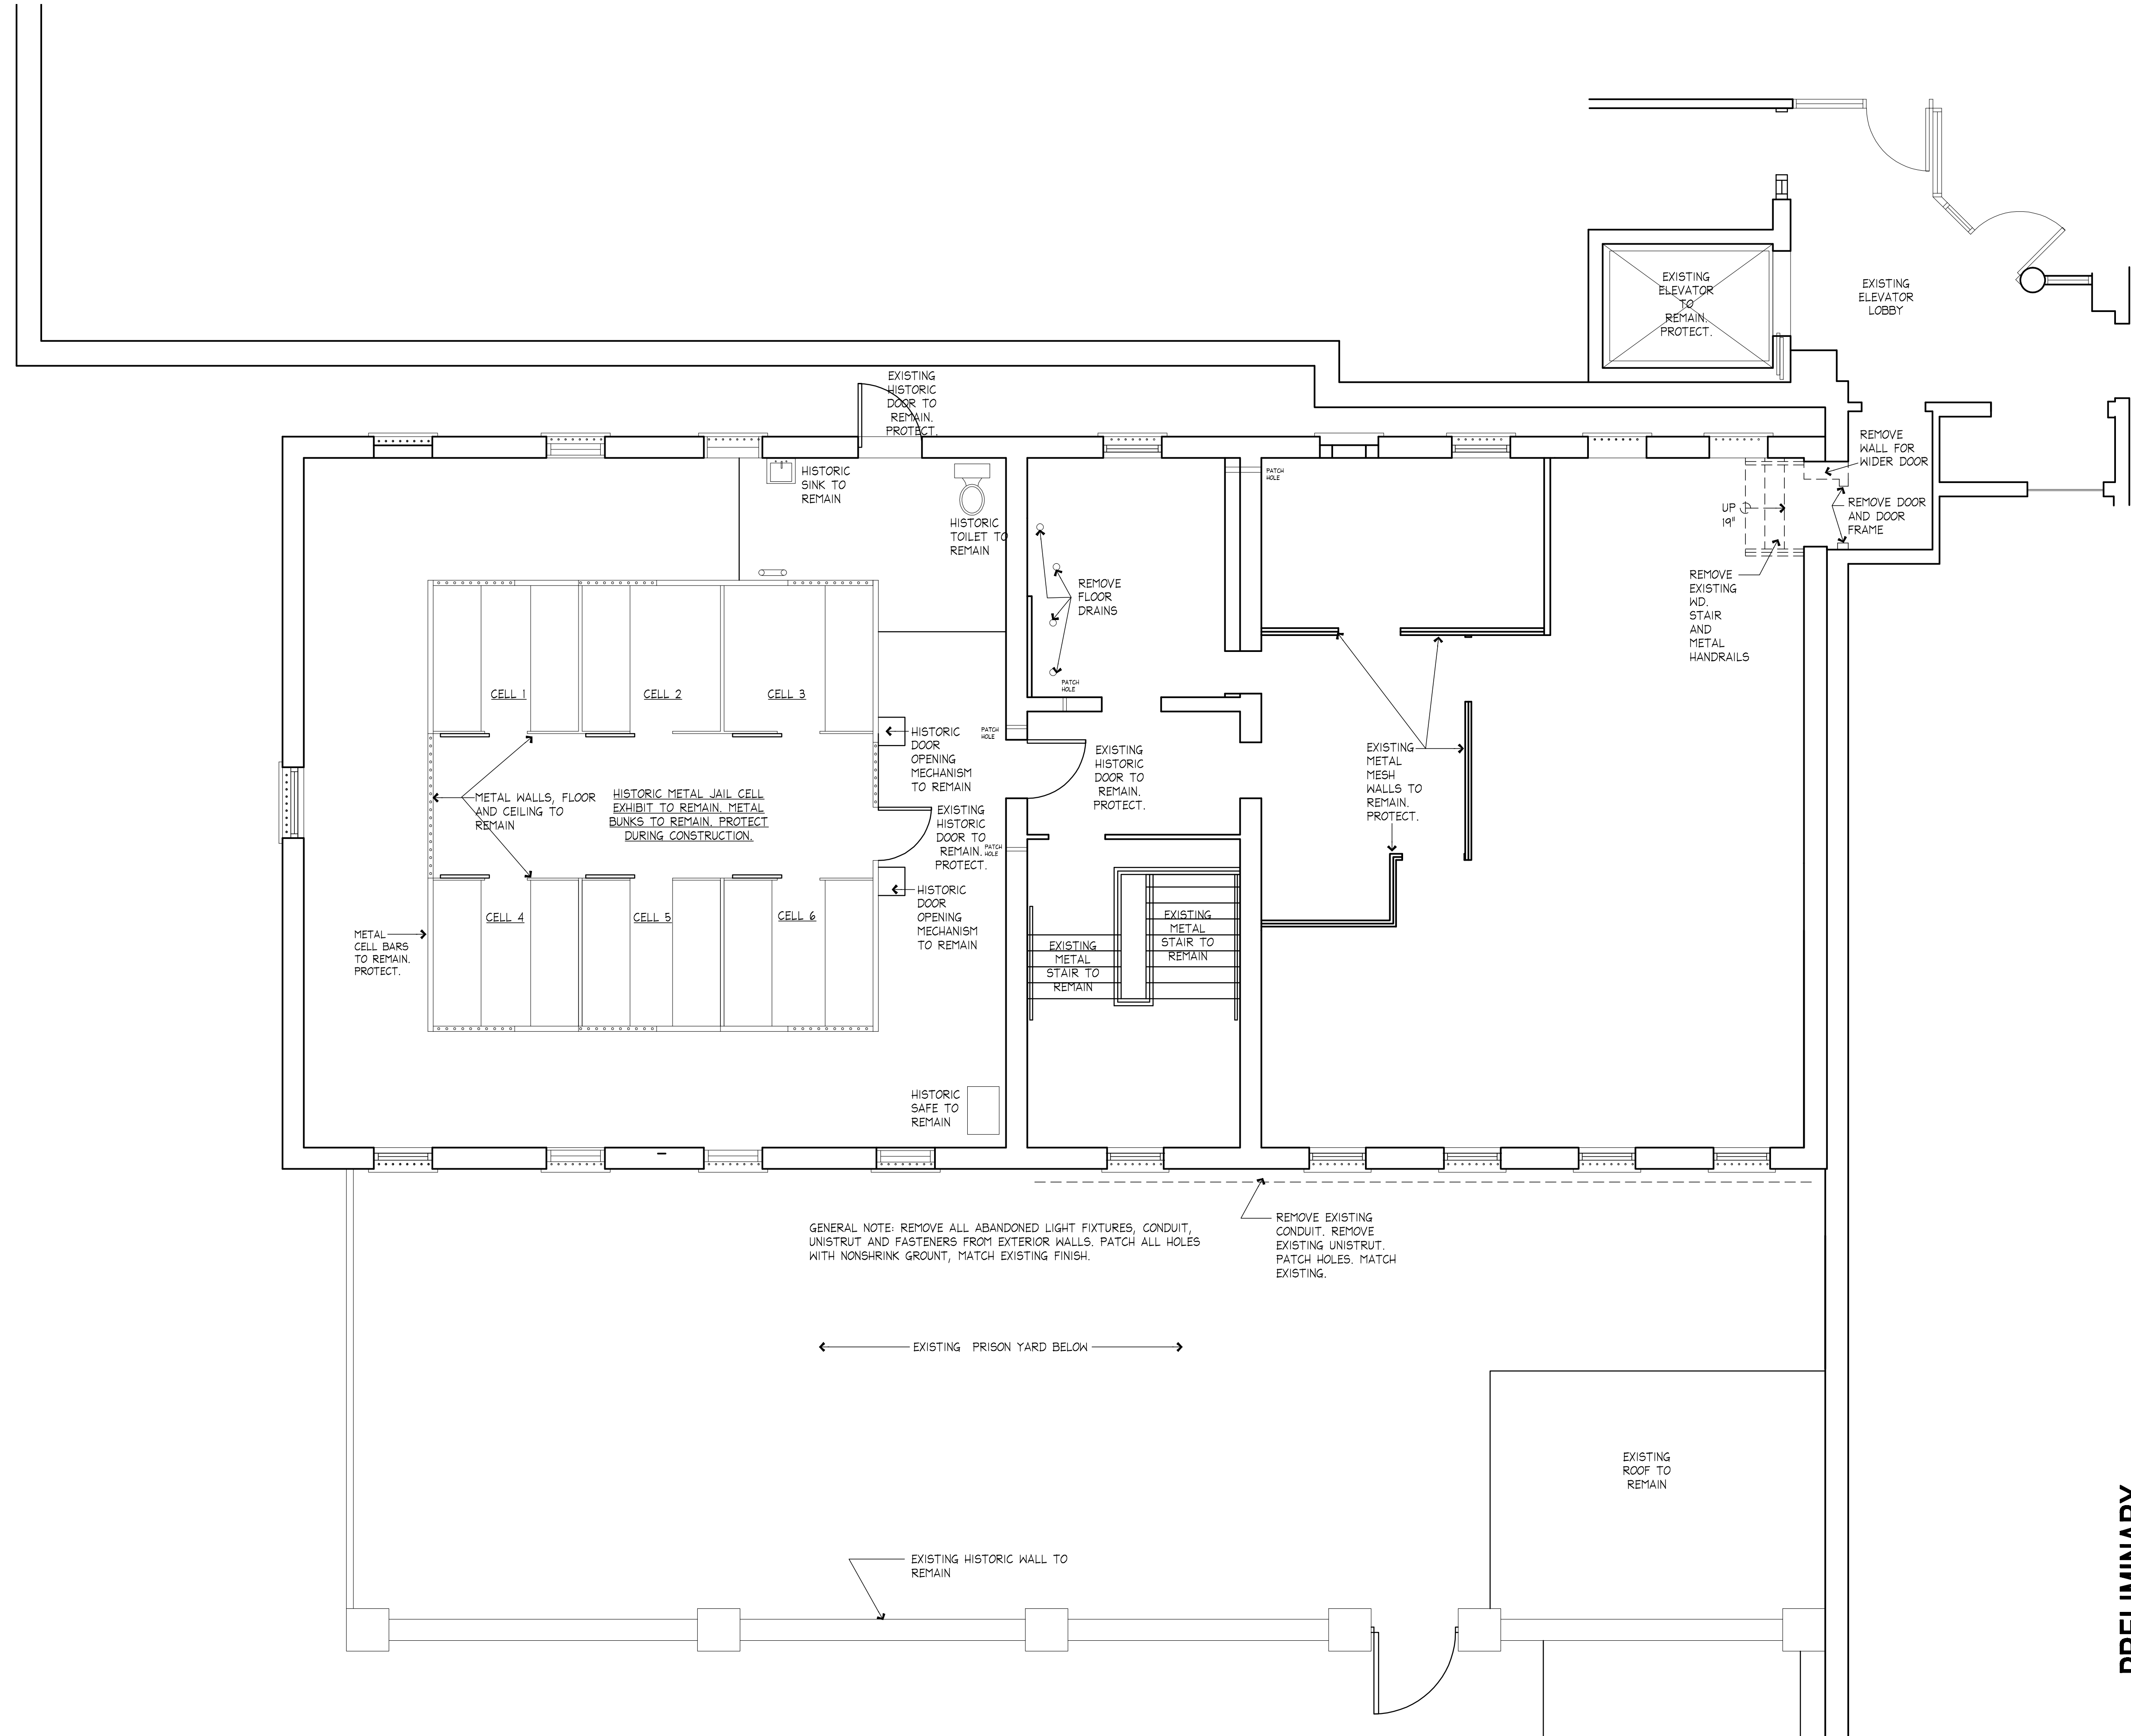 EXISTING
ELEVATOR
TO
REMAIN.
PROTECT.
EXISTING
ELEVATOR
LOBBY
EXISTING
HISTORIC
DOOR TO
REMAIN.
PROTECT.
REMOVE
WALL FOR
WIDER DOOR
HISTORIC
SINK TO
REMAIN
PATCH
HOLE
UP
19"
REMOVE DOOR
AND DOOR
FRAME
HISTORIC
TOILET TO
REMAIN
REMOVE
FLOOR
DRAINS
REMOVE
EXISTING
WD.
STAIR
AND
METAL
HANDRAILS
PATCH
HOLE
CELL 1
CELL 2
CELL 3
HISTORIC
DOOR
OPENING
MECHANISM
TO REMAIN
PATCH
HOLE
EXISTING
HISTORIC
DOOR TO
REMAIN.
PROTECT.
EXISTING
METAL
MESH
WALLS TO
REMAIN.
PROTECT.
METAL WALLS, FLOOR
AND CEILING TO
REMAIN
HISTORIC METAL JAIL CELL
EXHIBIT TO REMAIN. METAL
BUNKS TO REMAIN. PROTECT
DURING CONSTRUCTION.
EXISTING
HISTORIC
DOOR TO
REMAIN.
PROTECT.
PATCH
HOLE
HISTORIC
DOOR
OPENING
MECHANISM
TO REMAIN
CELL 4
CELL 5
CELL 6
METAL
CELL BARS
TO REMAIN.
PROTECT.
EXISTING
METAL
STAIR TO
REMAIN
EXISTING
METAL
STAIR TO
REMAIN
HISTORIC
SAFE TO
REMAIN
GENERAL NOTE: REMOVE ALL ABANDONED LIGHT FIXTURES, CONDUIT,
UNISTRUT AND FASTENERS FROM EXTERIOR WALLS. PATCH ALL HOLES
WITH NONSHRINK GROUNT, MATCH EXISTING FINISH.
REMOVE EXISTING
CONDUIT. REMOVE
EXISTING UNISTRUT.
PATCH HOLES. MATCH
EXISTING.
EXISTING PRISON YARD BELOW
EXISTING
ROOF TO
REMAIN
EXISTING HISTORIC WALL TO
REMAIN
PRELIMINARY